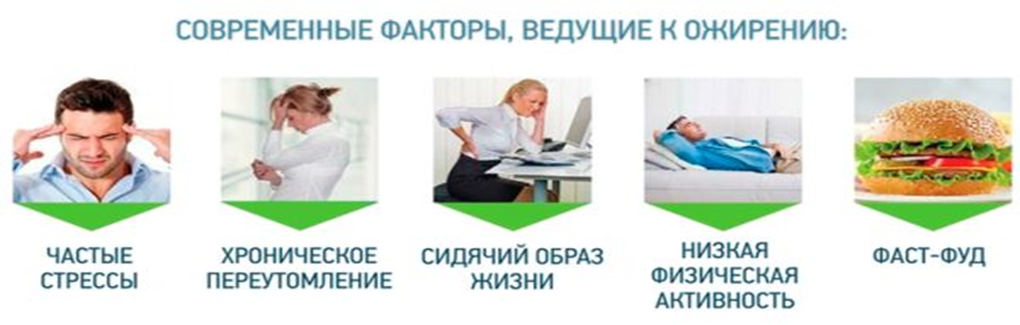 СОВРЕМЕННЫЕ ФАКТОРЫ, ВЕДУЩИЕ К ОЖИРЕНИЮ:
ЧАСТЫЕ
СТРЕССЫ
ХРОНИЧЕСКОЕ
ПЕРЕУТОМЛЕНИЕ
СИДЯЧИЙ ОБРАЗ
ЖИЗНИ
НИЗКАЯ
ФИЗИЧЕСКАЯ
АКТИВНОСТЬ
ФАСТ-ФУД